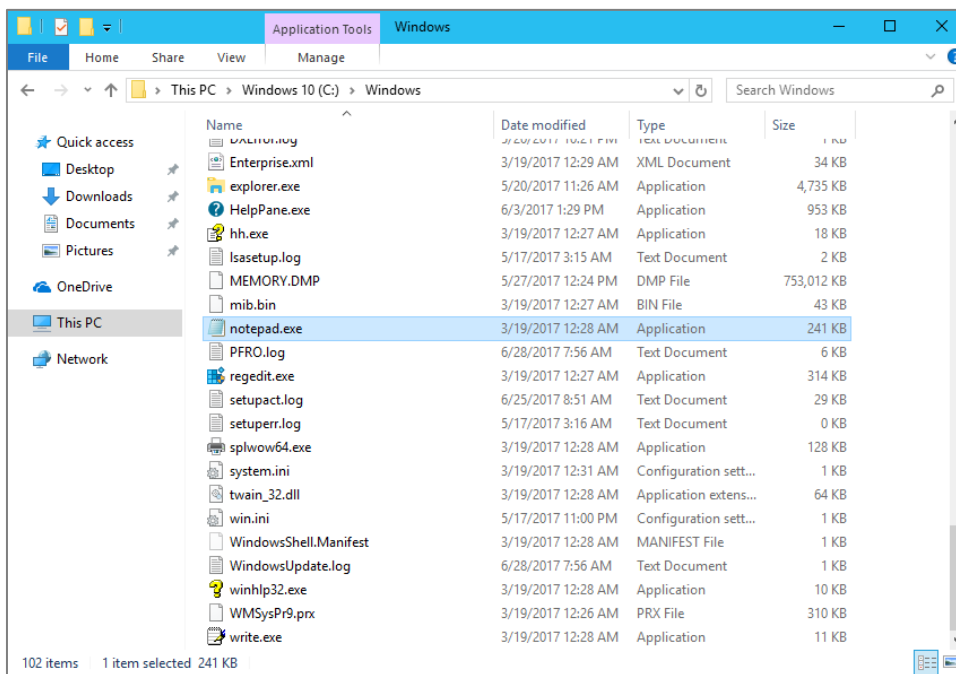 Application Tools Windows
File Home Share View Manage
This PC > Windows 10 (C:) > Windows Search Windows
Name Date modified Type Size
Quick access
Desktop
Downloads
Documents
Pictures
OneDrive
This PC
Network
DXError.log 5/20/2017 10:21 PM Text Document 1 KB
Enterprise.xml 3/19/2017 12:29 AM XML Document 34 KB
explorer.exe 5/20/2017 11:26 AM Application 4,735 KB
HelpPane.exe 6/3/2017 1:29 PM Application 953 KB
hh.exe 3/19/2017 12:27 AM Application 18 KB
lsasetup.log 5/17/2017 3:15 AM Text Document 2 KB
MEMORY.DMP 5/27/2017 12:24 PM DMP File 753,012 KB
mib.bin 3/19/2017 12:27 AM BIN File 43 KB
notepad.exe 3/19/2017 12:28 AM Application 241 KB
PFRO.log 6/28/2017 7:56 AM Text Document 6 KB
regedit.exe 3/19/2017 12:27 AM Application 314 KB
setupact.log 6/25/2017 8:51 AM Text Document 29 KB
setuperr.log 5/17/2017 3:16 AM Text Document 0 KB
splwow64.exe 3/19/2017 12:28 AM Application 128 KB
system.ini 3/19/2017 12:31 AM Configuration sett... 1 KB
twain_32.dll 3/19/2017 12:28 AM Application extens... 64 KB
win.ini 5/17/2017 11:00 PM Configuration sett... 1 KB
WindowsShell.Manifest 3/19/2017 12:28 AM MANIFEST File 1 KB
WindowsUpdate.log 6/28/2017 7:56 AM Text Document 1 KB
winhlp32.exe 3/19/2017 12:28 AM Application 10 KB
WMSysPr9.prx 3/19/2017 12:26 AM PRX File 310 KB
write.exe 3/19/2017 12:28 AM Application 11 KB
102 items 1 item selected 241 KB